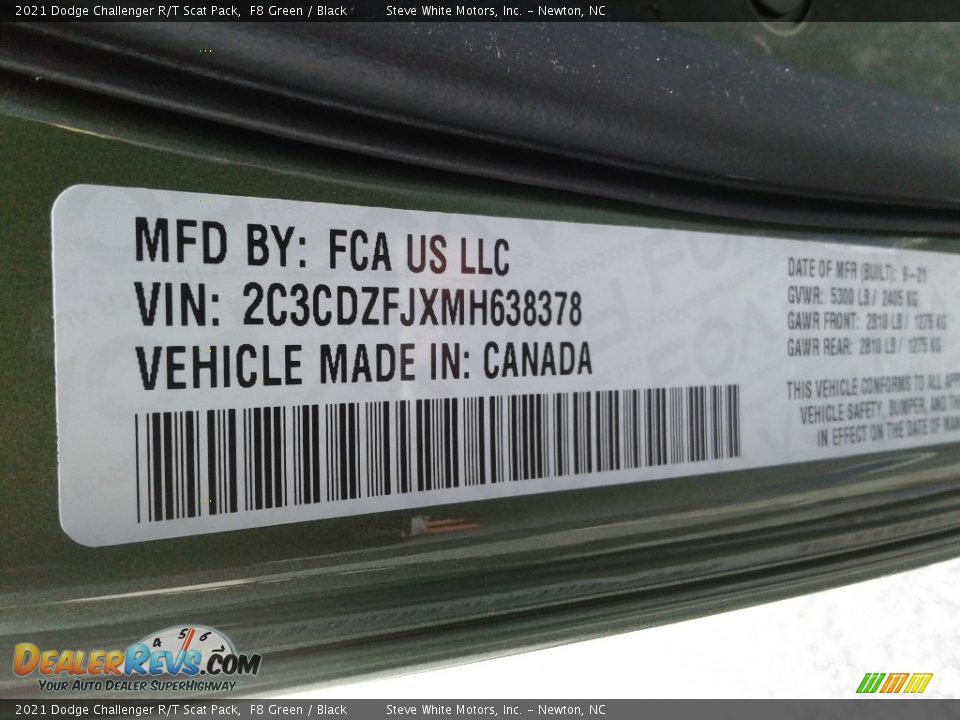 2021 Dodge Challenger R/T Scat Pack, F8 Green / Black Steve White Motors, Inc. - Newton, NC
MFD BY: FCA US LLC
VIN: 2C3CDZFJXMH638378
VEHICLE MADE IN: CANADA
DATE OF MFR (BUILT): 9-21
GVWR: 5300 LB / 2405 KG
GAWR FRONT: 2810 LB / 1275 KG
GAWR REAR: 2810 LB / 1275 KG
THIS VEHICLE CONFORMS TO ALL
VEHICLE SAFETY, BUMPER, AND
IN EFFECT ON THE DATE OF
4 5 6
DEALERREVS.COM
YOUR AUTO DEALER SUPERHIGHWAY
2021 Dodge Challenger R/T Scat Pack, F8 Green / Black Steve White Motors, Inc. - Newton, NC